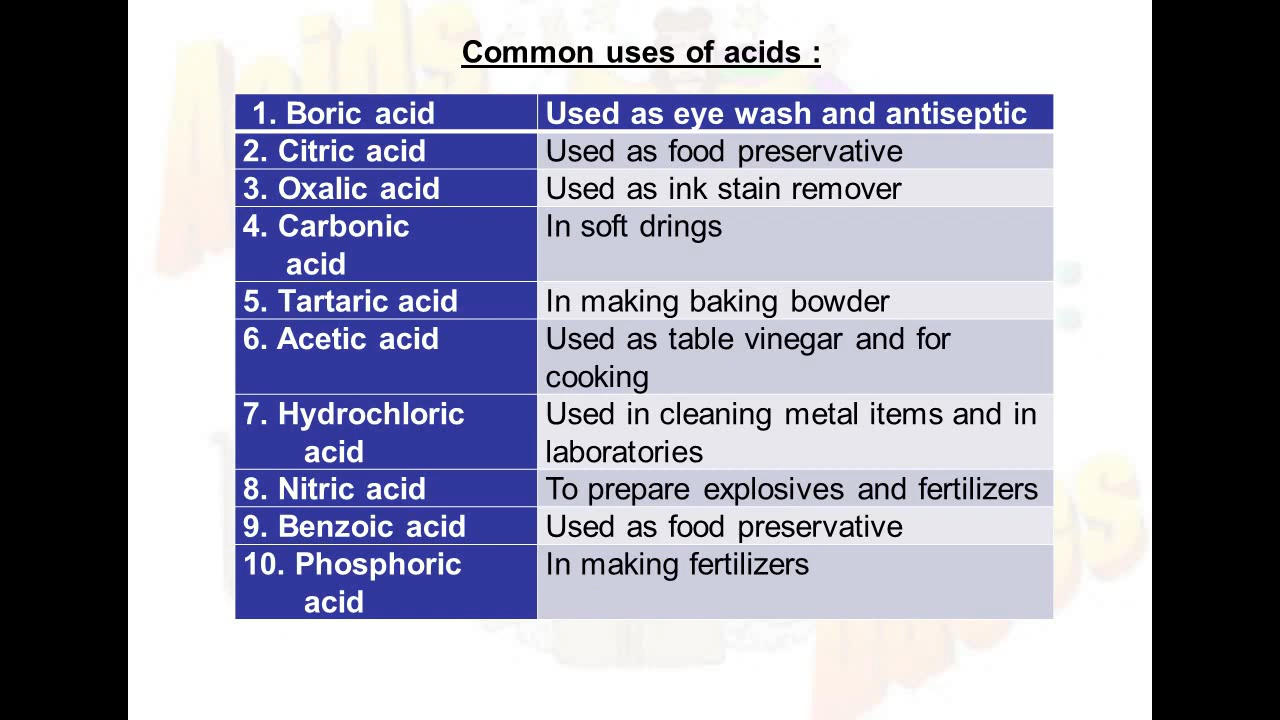 Common uses of acids :
1. Boric acid Used as eye wash and antiseptic
2. Citric acid Used as food preservative
3. Oxalic acid Used as ink stain remover
4. Carbonic In soft drings
acid
5. Tartaric acid In making baking bowder
6. Acetic acid Used as table vinegar and for
cooking
7. Hydrochloric Used in cleaning metal items and in
acid laboratories
8. Nitric acid To prepare explosives and fertilizers
9. Benzoic acid Used as food preservative
10. Phosphoric In making fertilizers
acid